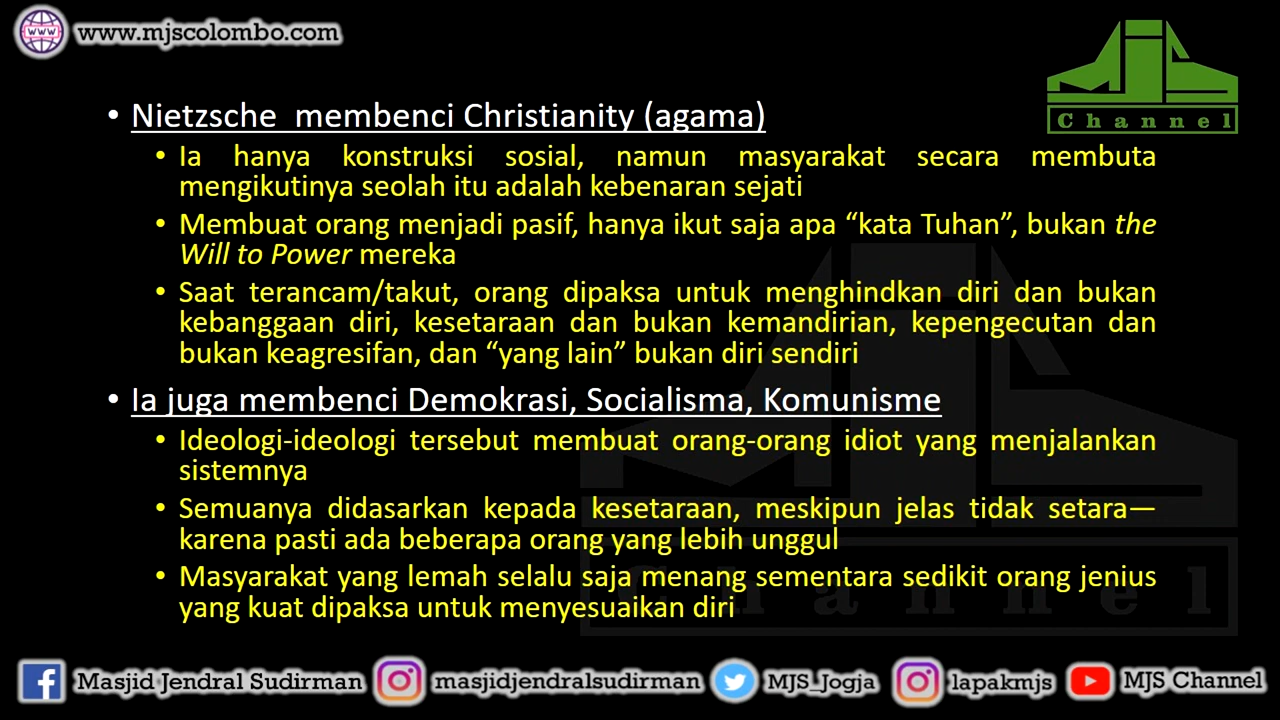 www.mjscolombo.com
MJS
Channel
• Nietzsche membenci Christianity (agama)
• Ia hanya konstruksi sosial, namun masyarakat secara membuta
mengikutinya seolah itu adalah kebenaran sejati
• Membuat orang menjadi pasif, hanya ikut saja apa “kata Tuhan”, bukan the
Will to Power mereka
• Saat terancam/takut, orang dipaksa untuk menghindkan diri dan bukan
kebanggaan diri, kesetaraan dan bukan kemandirian, kepengecutan dan
bukan keagresifan, dan “yang lain” bukan diri sendiri
• Ia juga membenci Demokrasi, Socialisma, Komunisme
• Ideologi-ideologi tersebut membuat orang-orang idiot yang menjalankan
sistemnya
• Semuanya didasarkan kepada kesetaraan, meskipun jelas tidak setara—
karena pasti ada beberapa orang yang lebih unggul
• Masyarakat yang lemah selalu saja menang sementara sedikit orang jenius
yang kuat dipaksa untuk menyesuaikan diri
Channel
Masjid Jendral Sudirman masjidjendralsudirman MJS_Jogja lapakmjs MJS Channel